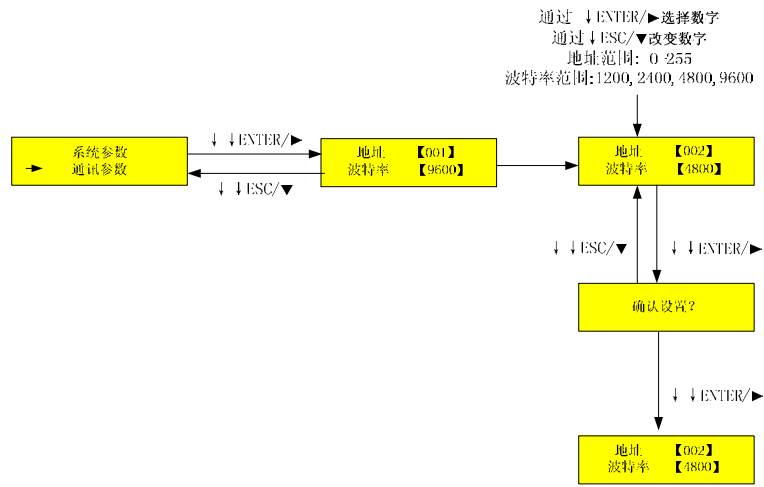 通过 ↓ENTER/▶选择数字
通过↓ESC/▼改变数字
地址范围: 0-255
波特率范围:1200,2400,4800,9600
系统参数
→ 通讯参数
↓ ↓ENTER/▶
↓ ↓ESC/▼
地址 【001】
波特率 【9600】
地址 【002】
波特率 【4800】
↓ ↓ESC/▼
↓ ↓ENTER/▶
确认设置?
↓ ↓ENTER/▶
地址 【002】
波特率 【4800】